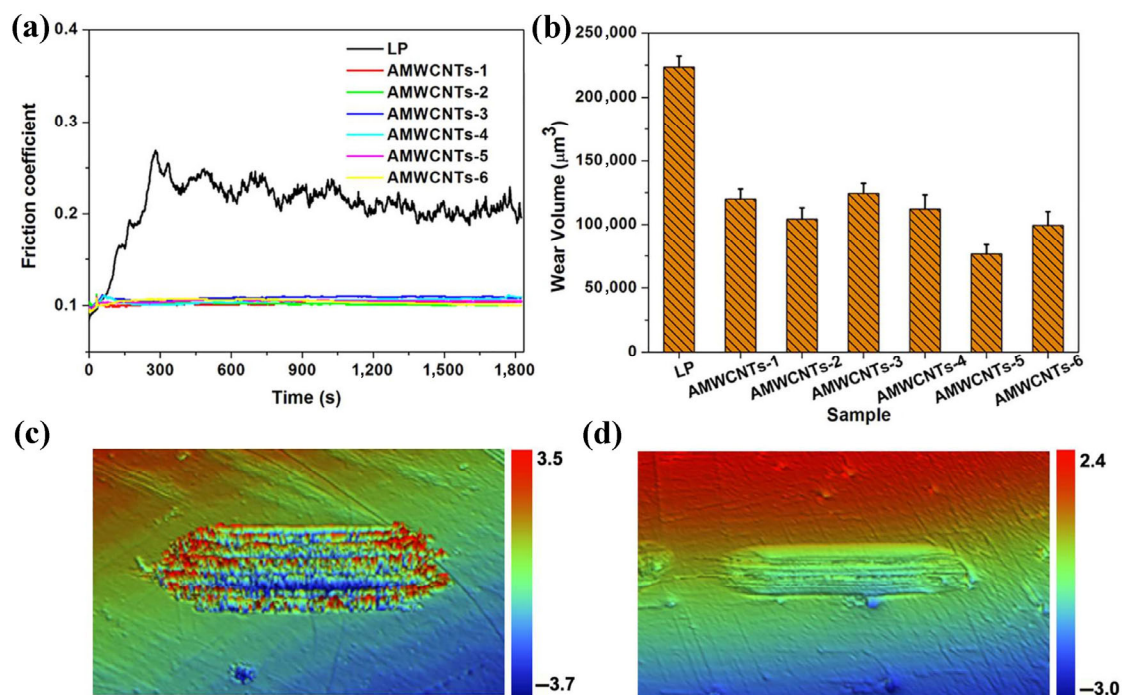 (a)
0.4
0.3
0.2
0.1
Friction coefficient
LP
AMWCNTs-1
AMWCNTs-2
AMWCNTs-3
AMWCNTs-4
AMWCNTs-5
AMWCNTs-6
0
300
600
900
1,200
1,500
1,800
Time (s)
(b)
250,000
200,000
150,000
100,000
50,000
0
Wear Volume (μm³)
LP
AMWCNTs-1
AMWCNTs-2
AMWCNTs-3
AMWCNTs-4
AMWCNTs-5
AMWCNTs-6
Sample
(c)
3.5
–3.7
(d)
2.4
–3.0